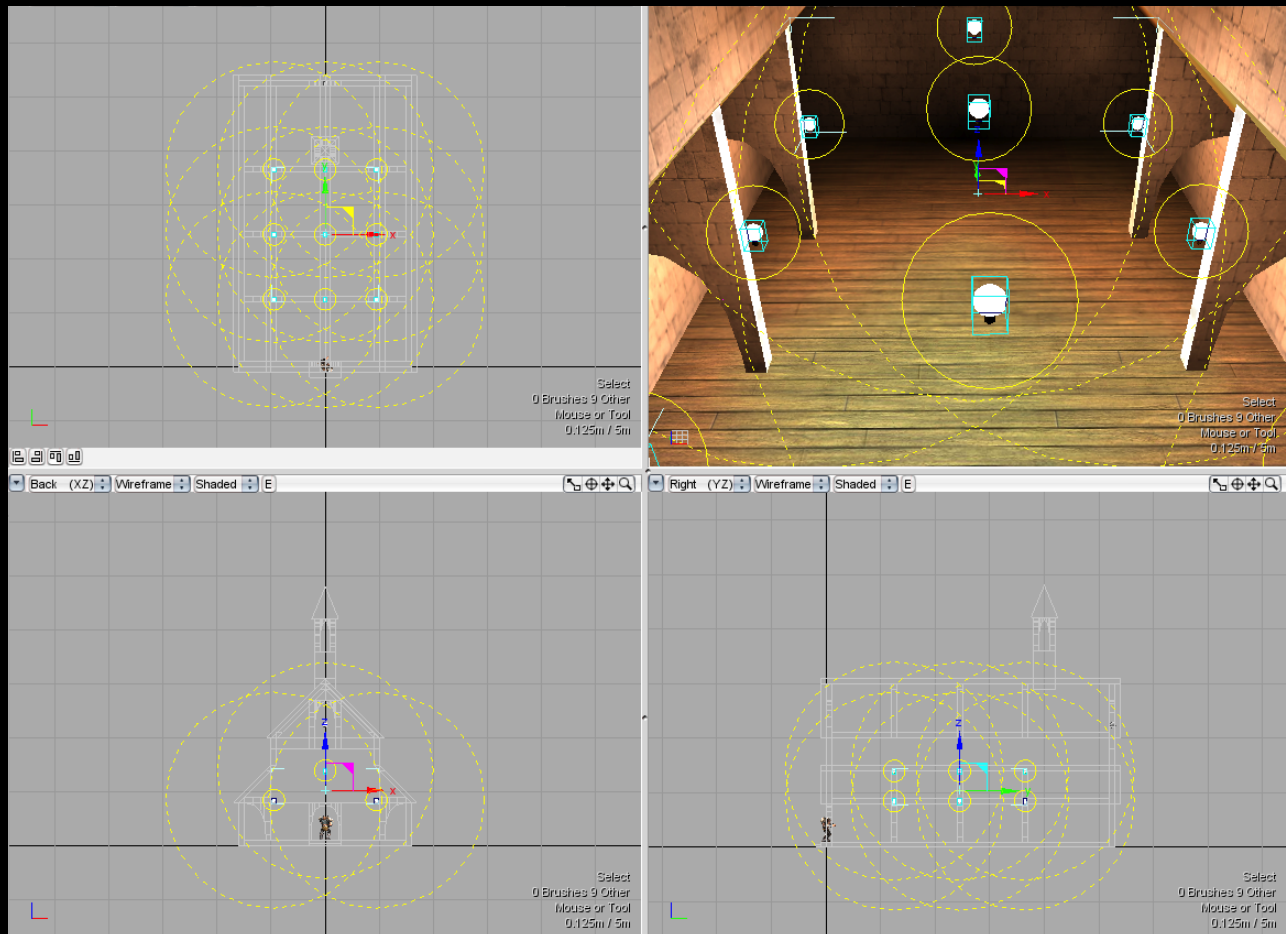 x
Select
0 Brushes 9 Other
Mouse or Tool
0.125m / 5m
x
Select
0 Brushes 9 Other
Mouse or Tool
0.125m / 5m
Back (XZ) Wireframe Shaded E
Right (YZ) Wireframe Shaded E
z
x
Select
0 Brushes 9 Other
Mouse or Tool
0.125m / 5m
z
Select
0 Brushes 9 Other
Mouse or Tool
0.125m / 5m